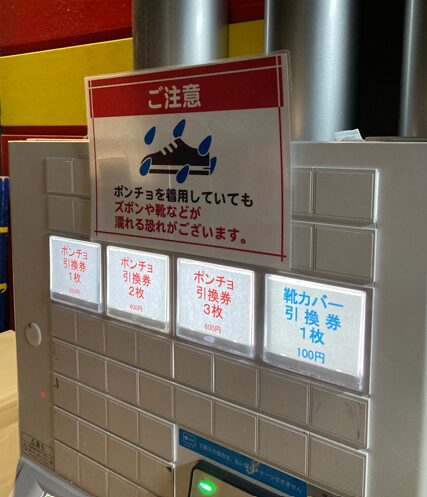 ご注意
ポンチョを着用していても
ズボンや靴などが
濡れる恐れがございます。
ポンチョ
引換券
1枚
ポンチョ
引換券
2枚
400円
ポンチョ
引換券
3枚
600円
靴カバー
引換券
1枚
100円